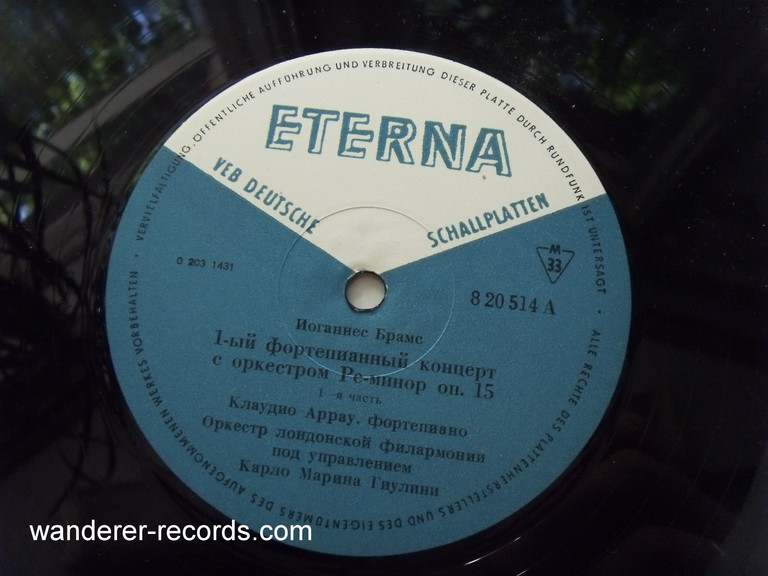 VERVIELFÄLTIGUNG, ÖFFENTLICHE AUFFÜHRUNG UND VERBREITUNG DIESER PLATTE DURCH RUNDFUNK IST UNTERSAGT • ALLE RECHTE DES PLATTENHERSTELLERS UND DES EIGENTÜMERS DES AUFGENOMMENEN WERKES VORBEHALTEN •
ETERNA
VEB DEUTSCHE SCHALLPLATTEN
M
33
0 203 1431
8 20 514 A
Иоганнес Брамс
1-ый фортепианный концерт
с оркестром Ре-минор оп. 15
1-я часть
Клаудио Аррау, фортепиано
Оркестр лондонской филармонии
под управлением
Карло Марина Гиулини
wanderer-records.com